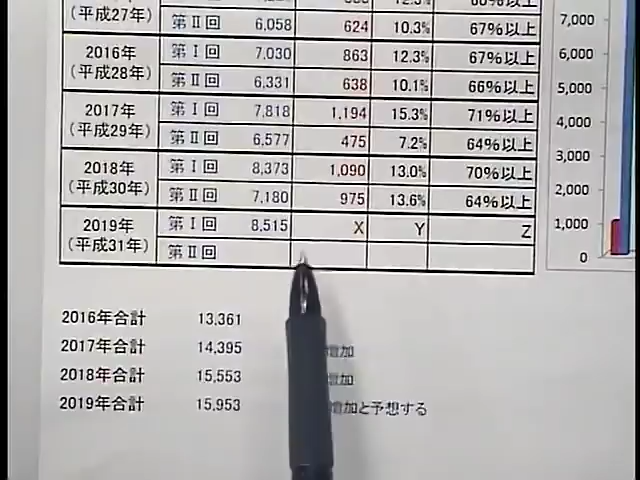 (平成27年) 第Ⅱ回 6,058 624 10.3% 67%以上
2016年 (平成28年) 第Ⅰ回 7,030 863 12.3% 67%以上
第Ⅱ回 6,331 638 10.1% 66%以上
2017年 (平成29年) 第Ⅰ回 7,818 1,194 15.3% 71%以上
第Ⅱ回 6,577 475 7.2% 64%以上
2018年 (平成30年) 第Ⅰ回 8,373 1,090 13.0% 70%以上
第Ⅱ回 7,180 975 13.6% 64%以上
2019年 (平成31年) 第Ⅰ回 8,515 X Y Z
第Ⅱ回
2016年合計 13,361
2017年合計 14,395 増加
2018年合計 15,553 増加
2019年合計 15,953 増加と予想する
7,000
6,000
5,000
4,000
3,000
2,000
1,000
0